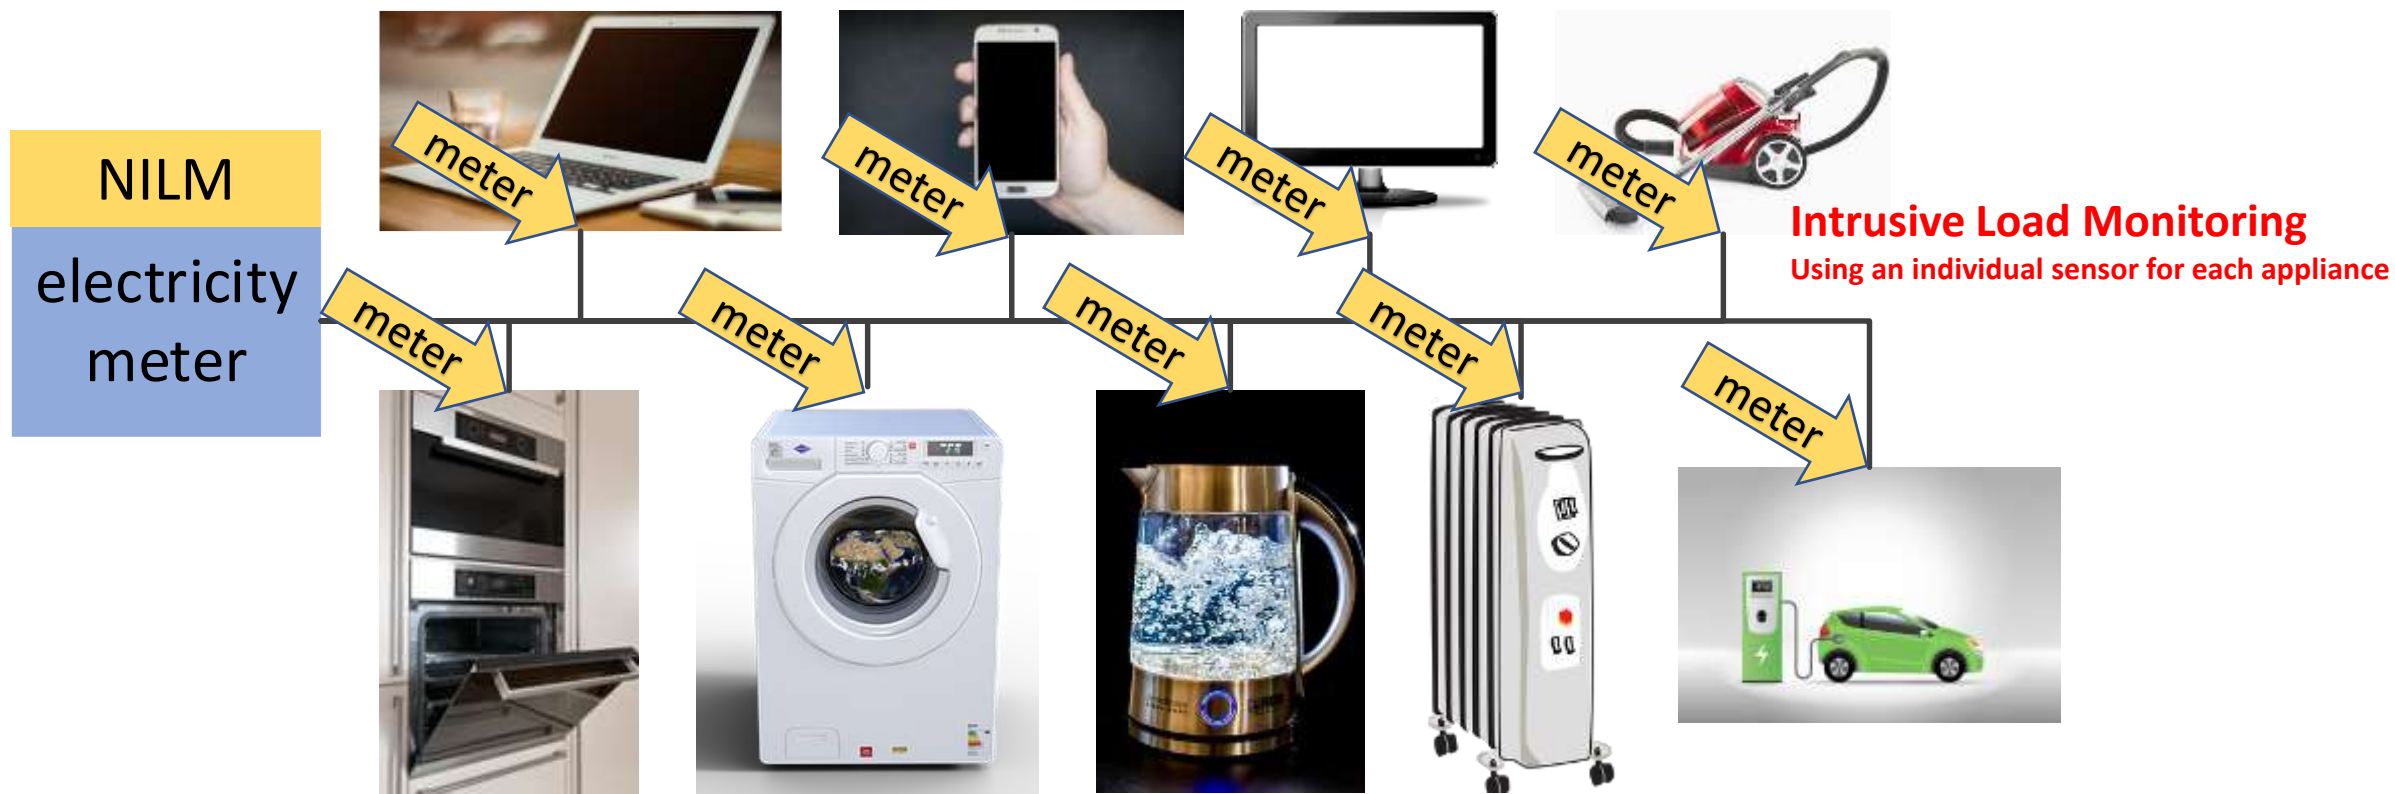 NILM
electricity
meter
meter
meter
meter
meter
Intrusive Load Monitoring
Using an individual sensor for each appliance
meter
meter
meter
meter
meter